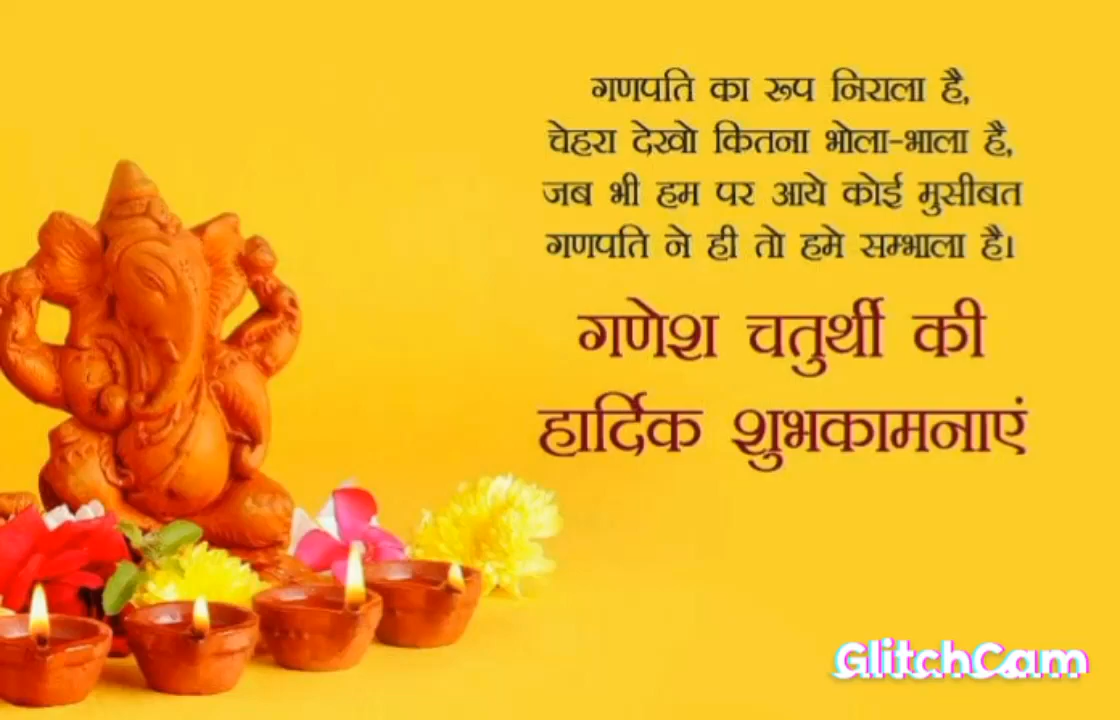 गणपति का रूप निराला है,
चेहरा देखो कितना भोला-भाला है,
जब भी हम पर आये कोई मुसीबत
गणपति ने ही तो हमे सम्भाला है।
गणेश चतुर्थी की
हार्दिक शुभकामनाएं
GlitchCam